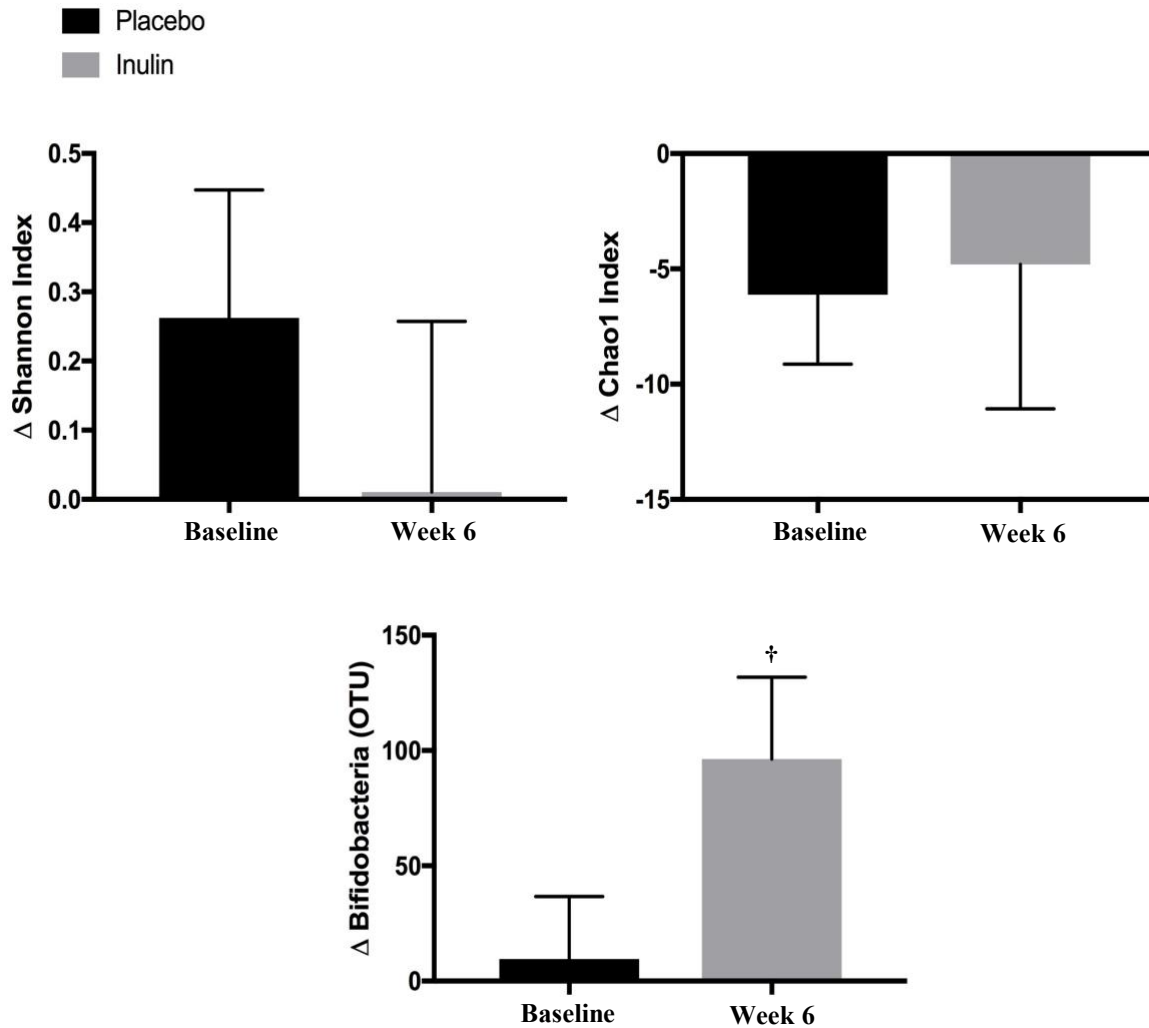 Placebo
Inulin
Δ Shannon Index
0.5
0.4
0.3
0.2
0.1
0.0
Baseline
Week 6
Δ Chao1 Index
0
-5
-10
-15
Baseline
Week 6
Δ Bifidobacteria (OTU)
150
100
50
0
†
Baseline
Week 6